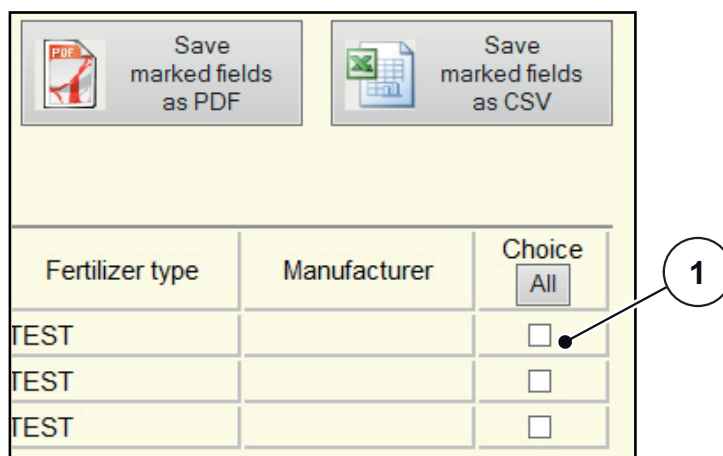 PDF
Save
marked fields
as PDF
Save
marked fields
as CSV
Fertilizer type
Manufacturer
Choice
All
1
TEST
TEST
TEST